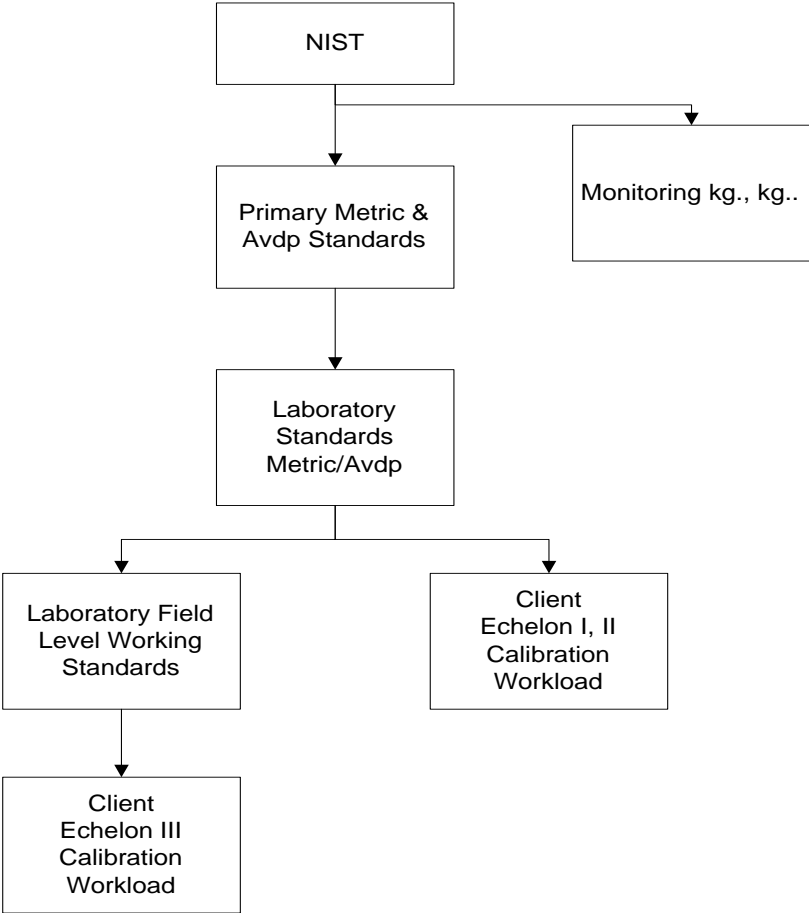 NIST
Monitoring kg., kg..
Primary Metric &
Avdp Standards
Laboratory
Standards
Metric/Avdp
Laboratory Field
Level Working
Standards
Client
Echelon I, II
Calibration
Workload
Client
Echelon III
Calibration
Workload